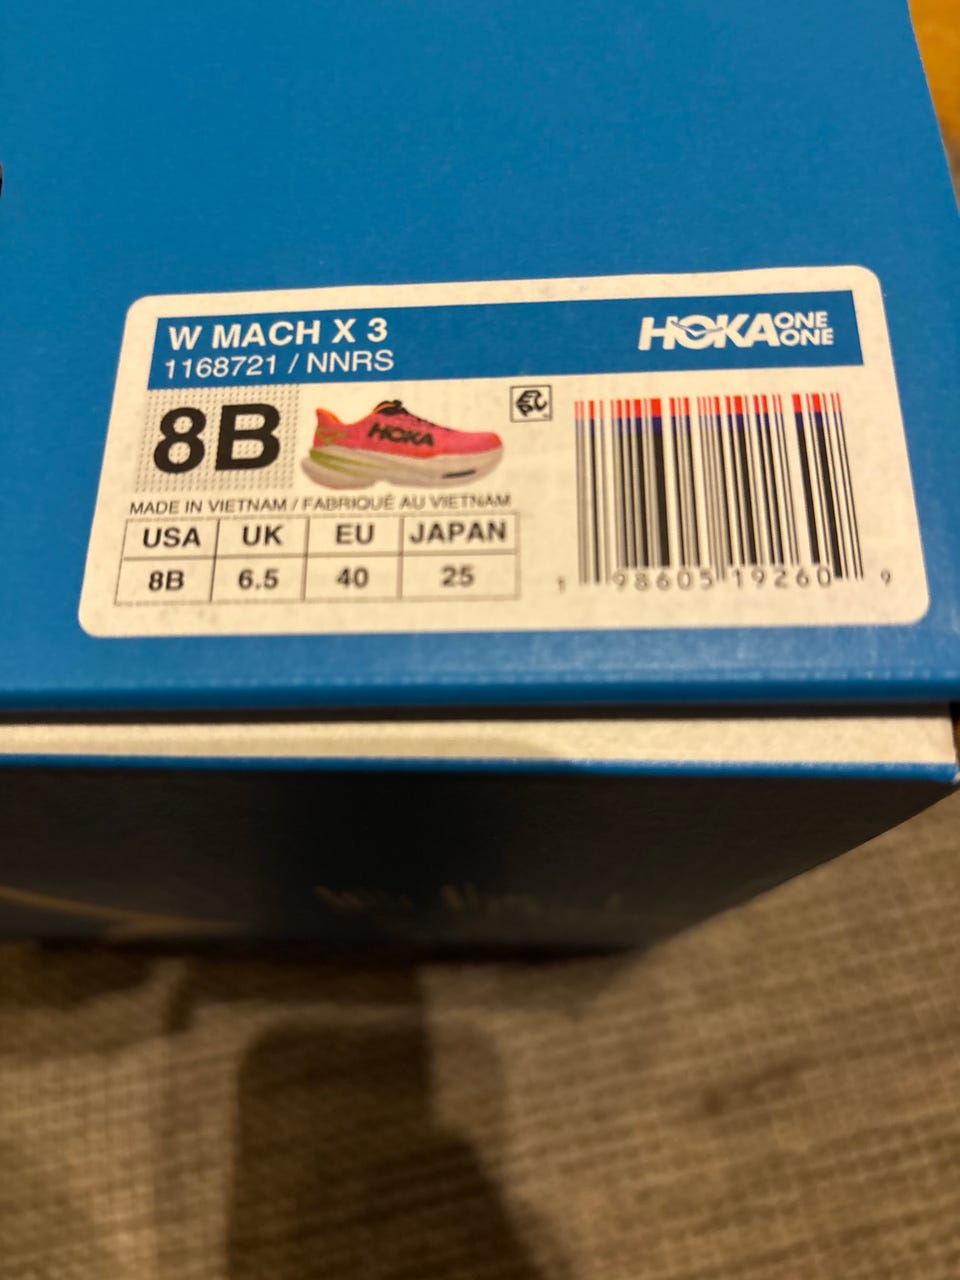 W MACH X 3
1168721 / NNRS
HOKA ONE ONE
8B
HOKA
MADE IN VIETNAM / FABRIQUÉ AU VIETNAM
USA UK EU JAPAN
8B 6.5 40 25
1 98605 19260 9